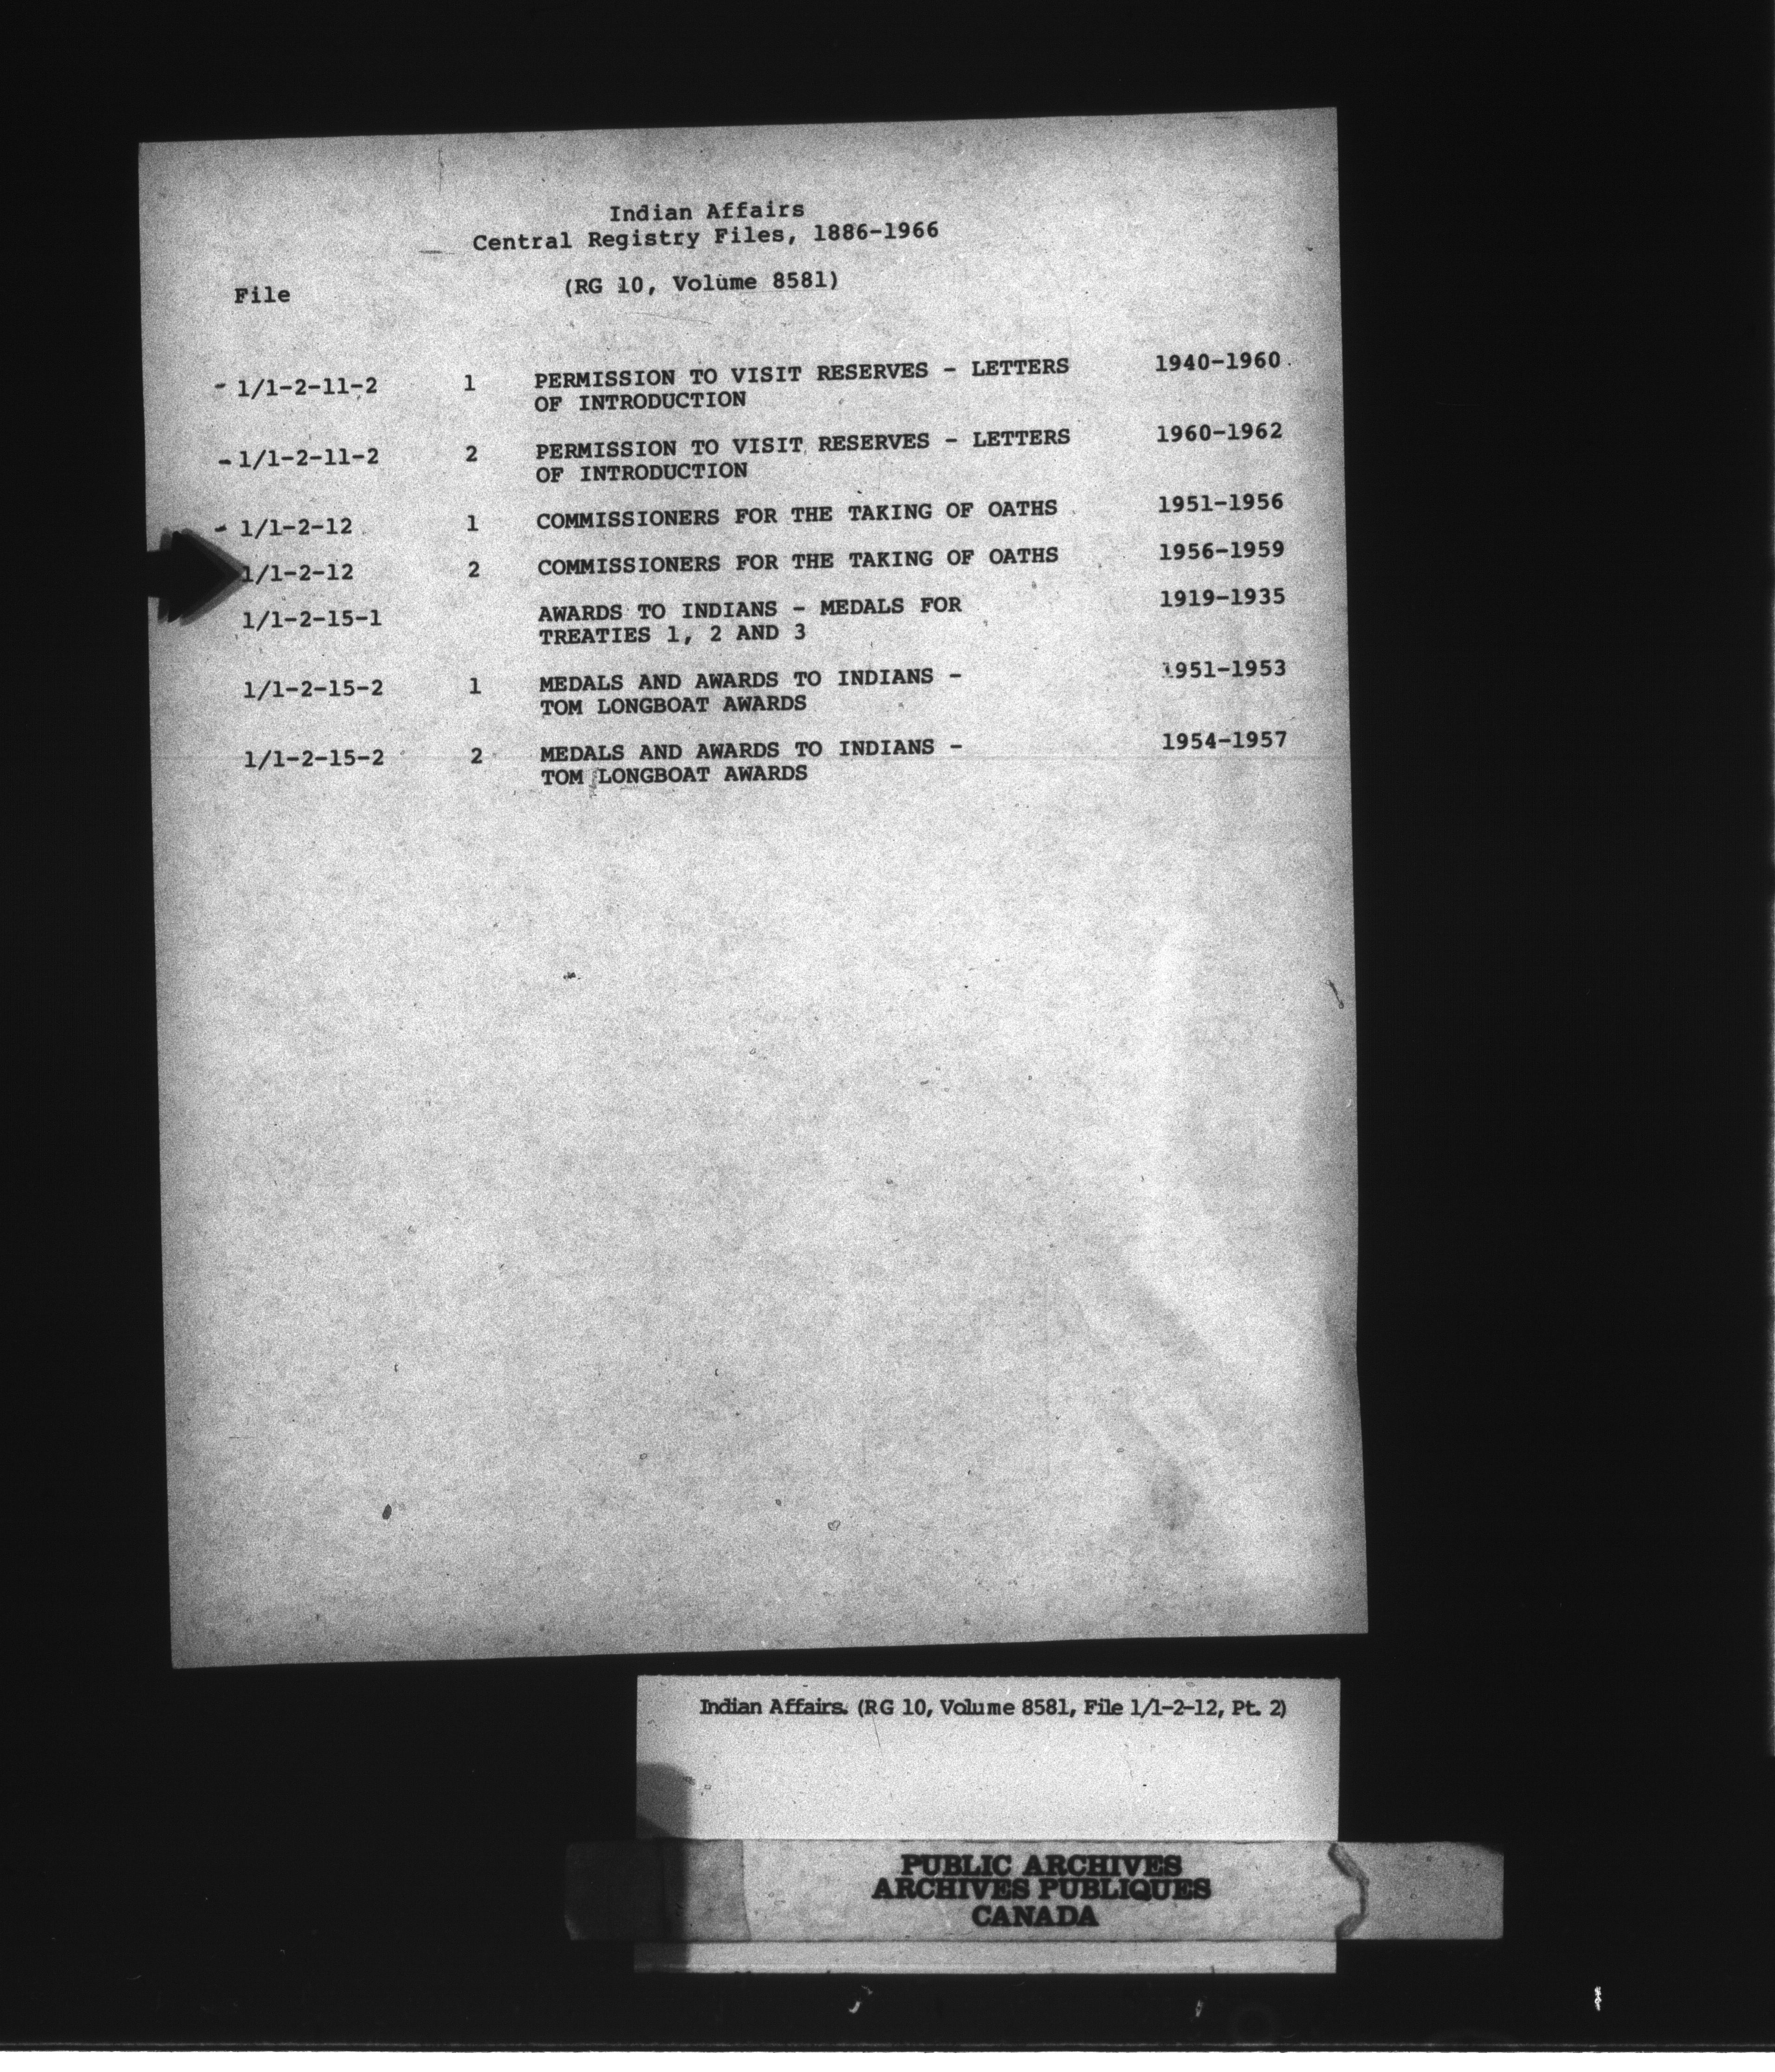 Indian Affairs
Central Registry Files, 1886-1966
(RG 10, Volume 8581)
File
- 1/1-2-11-2 1 PERMISSION TO VISIT RESERVES - LETTERS 1940-1960
OF INTRODUCTION
- 1/1-2-11-2 2 PERMISSION TO VISIT RESERVES - LETTERS 1960-1962
OF INTRODUCTION
- 1/1-2-12 1 COMMISSIONERS FOR THE TAKING OF OATHS 1951-1956
1/1-2-12 2 COMMISSIONERS FOR THE TAKING OF OATHS 1956-1959
1/1-2-15-1 AWARDS TO INDIANS - MEDALS FOR 1919-1935
TREATIES 1, 2 AND 3
1/1-2-15-2 1 MEDALS AND AWARDS TO INDIANS - 1951-1953
TOM LONGBOAT AWARDS
1/1-2-15-2 2 MEDALS AND AWARDS TO INDIANS - 1954-1957
TOM LONGBOAT AWARDS
Indian Affairs. (RG 10, Volume 8581, File 1/1-2-12, Pt. 2)
PUBLIC ARCHIVES
ARCHIVES PUBLIQUES
CANADA